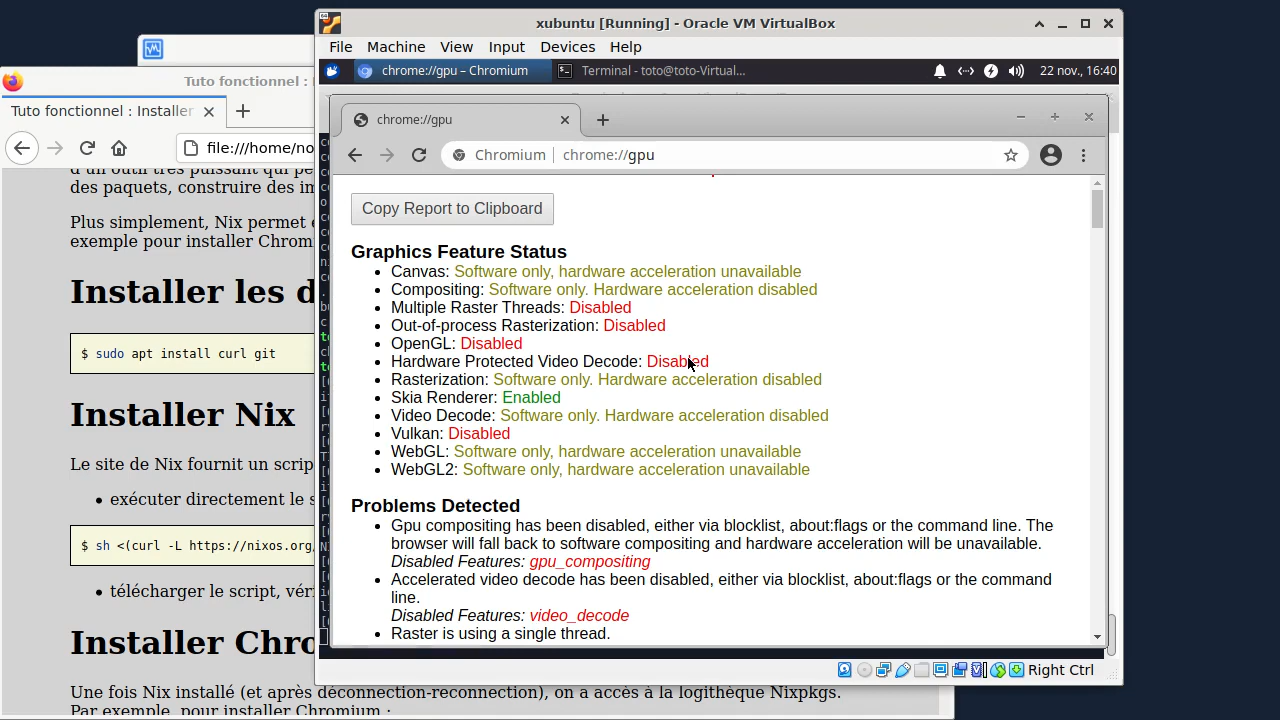 xubuntu [Running] - Oracle VM VirtualBox
File Machine View Input Devices Help
chrome://gpu – Chromium
Terminal - toto@toto-Virtual...
22 nov., 16:40
chrome://gpu
Chromium | chrome://gpu
Copy Report to Clipboard
Graphics Feature Status
Canvas: Software only, hardware acceleration unavailable
Compositing: Software only. Hardware acceleration disabled
Multiple Raster Threads: Disabled
Out-of-process Rasterization: Disabled
OpenGL: Disabled
Hardware Protected Video Decode: Disabled
Rasterization: Software only. Hardware acceleration disabled
Skia Renderer: Enabled
Video Decode: Software only. Hardware acceleration disabled
Vulkan: Disabled
WebGL: Software only, hardware acceleration unavailable
WebGL2: Software only, hardware acceleration unavailable
Problems Detected
Gpu compositing has been disabled, either via blocklist, about:flags or the command line. The
browser will fall back to software compositing and hardware acceleration will be unavailable.
Disabled Features: gpu_compositing
Accelerated video decode has been disabled, either via blocklist, about:flags or the command
line.
Disabled Features: video_decode
Raster is using a single thread.
Right Ctrl
Tuto fonctionnel :
Tuto fonctionnel : Installer
file:///home/no
d'un outil très puissant qui pe
des paquets, construire des im
Plus simplement, Nix permet
exemple pour installer Chrom
Installer les d
$ sudo apt install curl git
Installer Nix
Le site de Nix fournit un scrip
exécuter directement le s
$ sh <(curl -L https://nixos.org
télécharger le script, véri
Installer Chro
Une fois Nix installé (et après déconnection-reconnection), on a accès à la logithèque Nixpkgs.
Par exemple, pour installer Chromium :